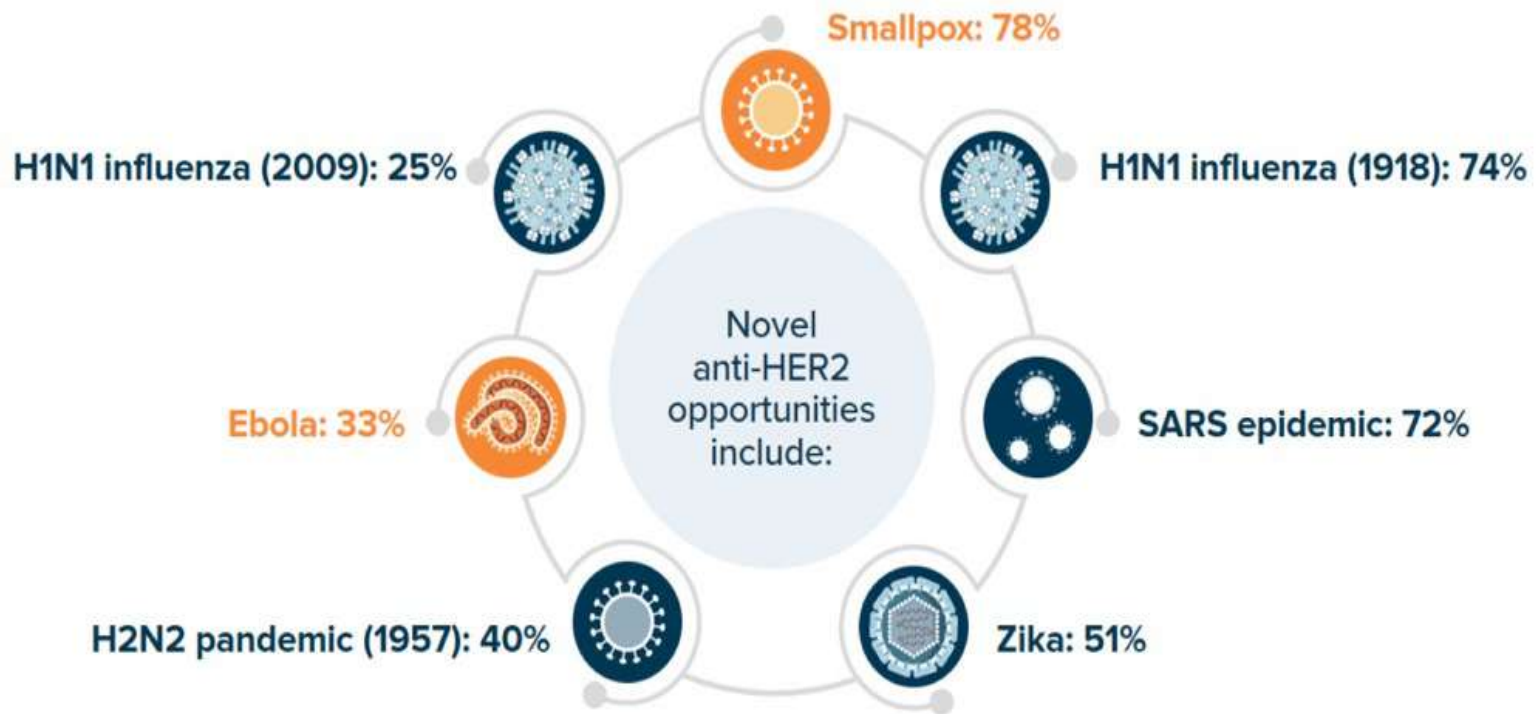 Smallpox: 78%
H1N1 influenza (2009): 25%
H1N1 influenza (1918): 74%
Novel
anti-HER2
opportunities
include:
Ebola: 33%
SARS epidemic: 72%
H2N2 pandemic (1957): 40%
Zika: 51%